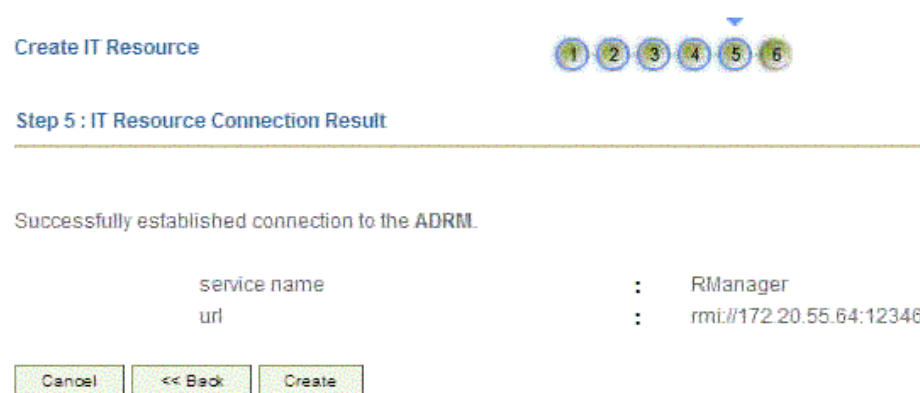 Create IT Resource
1 2 3 4 5 6
Step 5 : IT Resource Connection Result
Successfully established connection to the ADRM.
service name : RManager
url : rmi://172.20.55.64:12346
Cancel << Back Create